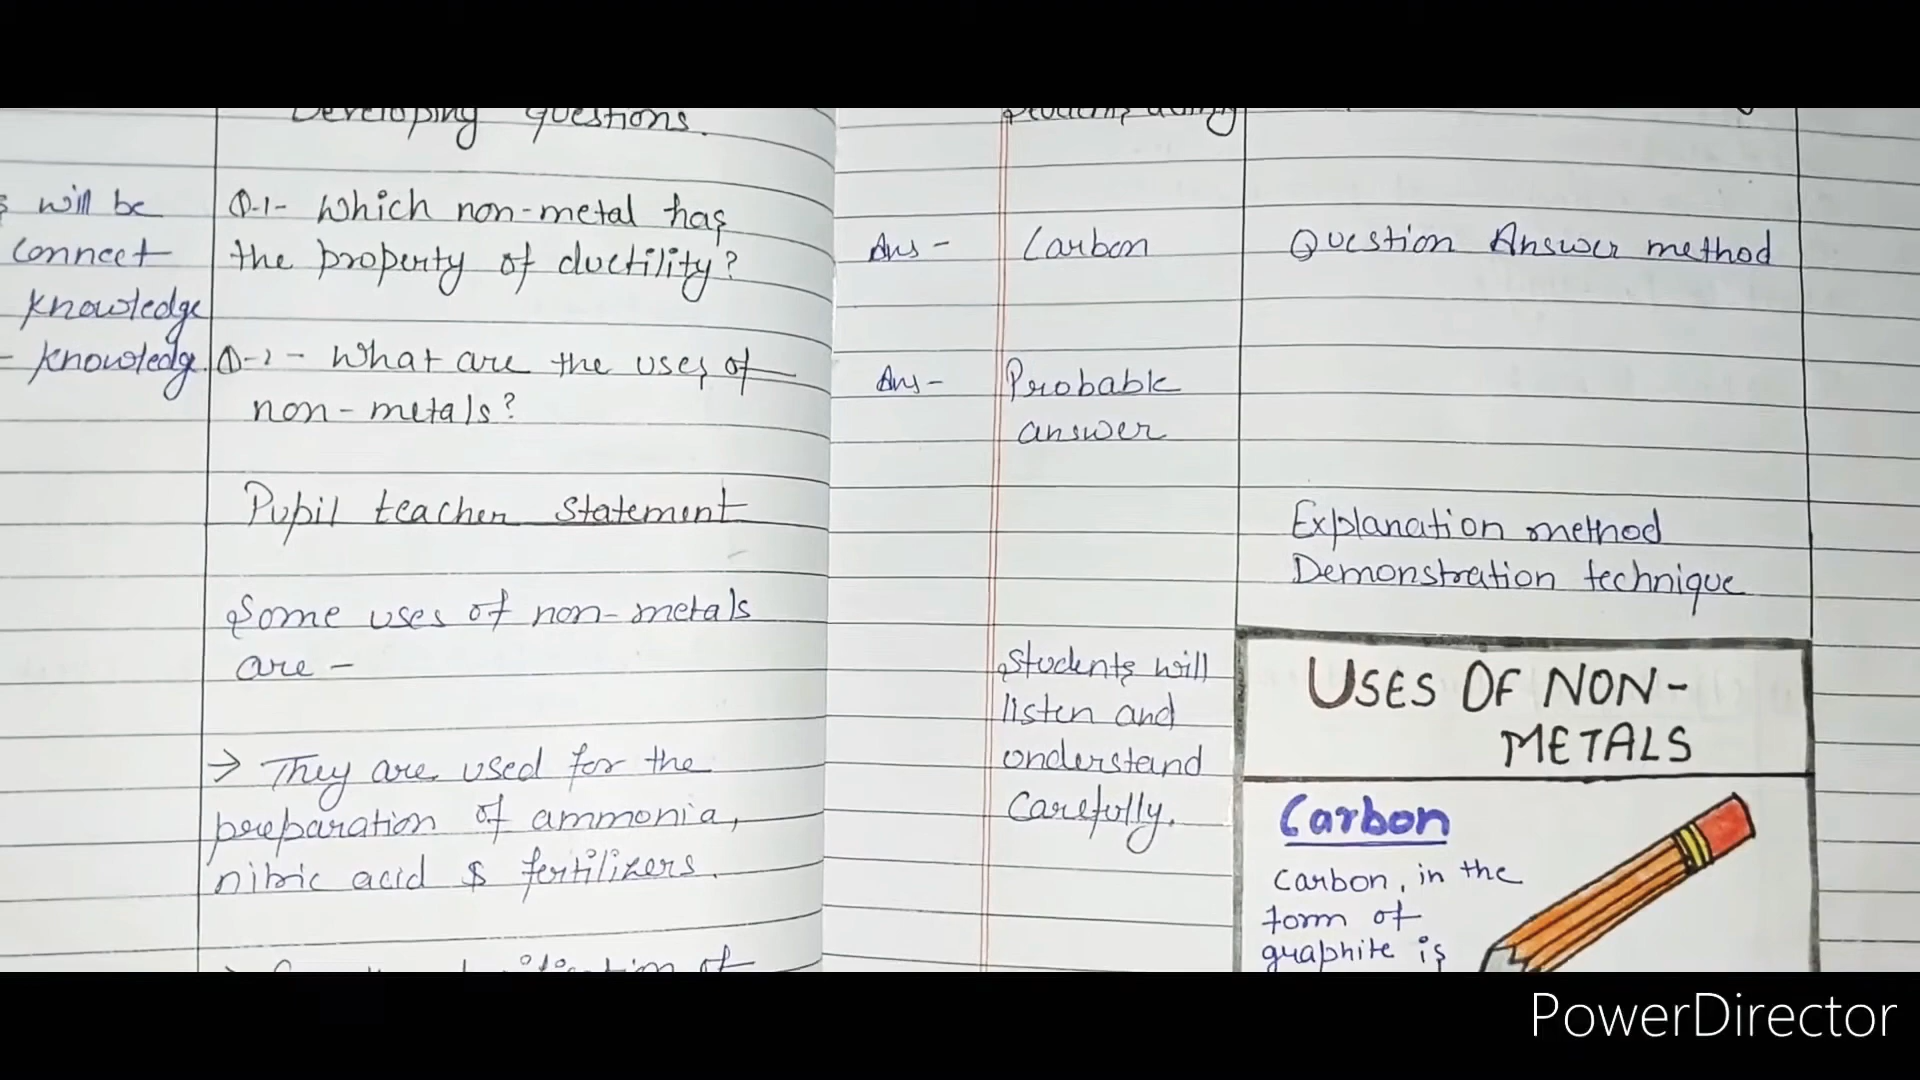 Developing questions.
will be
connect
knowledge
knowledge.
Q.1- Which non-metal has
the property of ductility?
Q-2- What are the uses of
non-metals?
Pupil teacher statement
Some uses of non-metals
are -
→ They are used for the
preparation of ammonia,
nitric acid & fertilizers.
Ans - Carbon
Ans - Probable
answer
Students will
listen and
understand
carefully.
Question Answer method
Explanation method
Demonstration technique
USES OF NON-
METALS
Carbon
Carbon, in the
form of
graphite is
PowerDirector